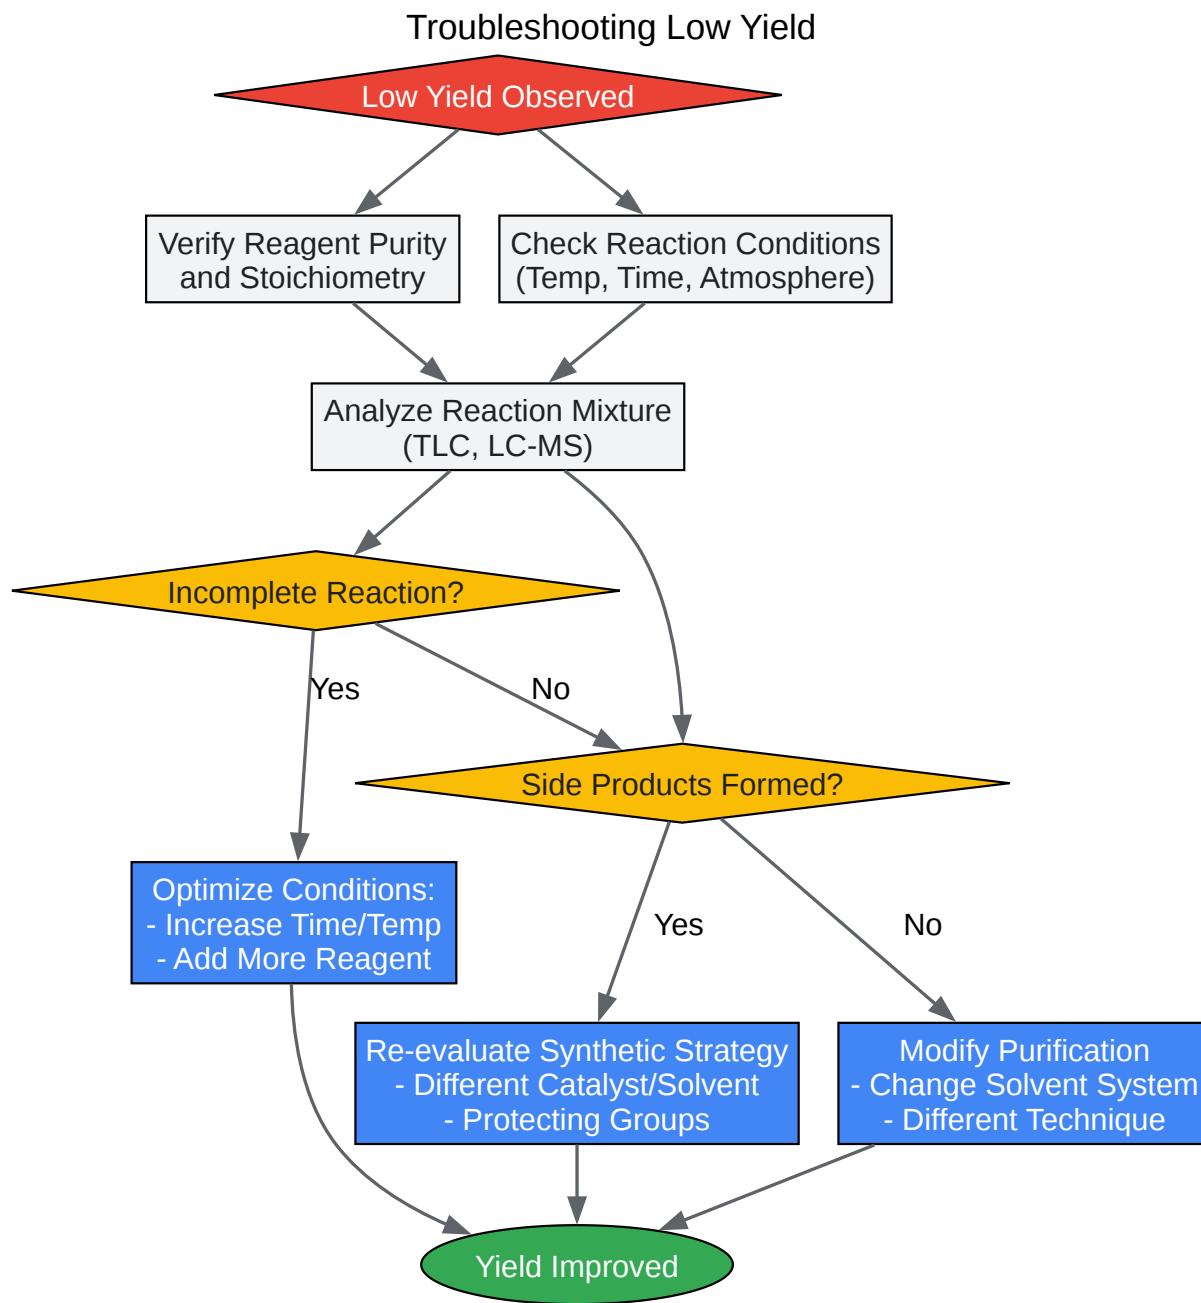 Troubleshooting Low Yield
Low Yield Observed
Verify Reagent Purity
and Stoichiometry
Check Reaction Conditions
(Temp, Time, Atmosphere)
Analyze Reaction Mixture
(TLC, LC-MS)
Incomplete Reaction?
Yes
No
Side Products Formed?
Optimize Conditions:
- Increase Time/Temp
- Add More Reagent
Yes
No
Re-evaluate Synthetic Strategy
- Different Catalyst/Solvent
- Protecting Groups
Modify Purification
- Change Solvent System
- Different Technique
Yield Improved